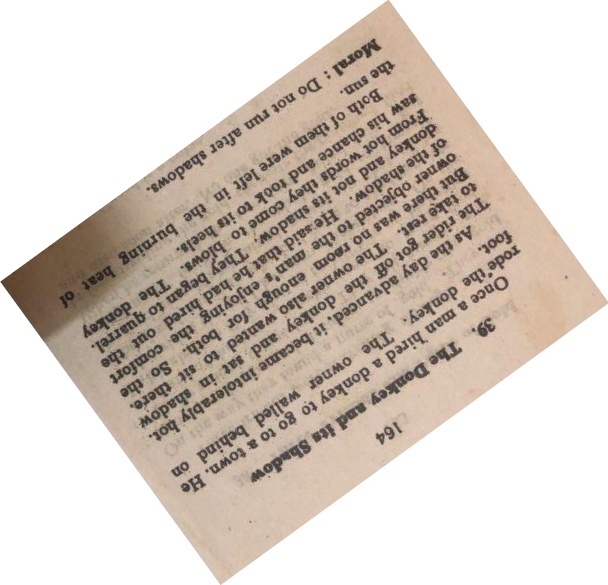 164
39. The Donkey and its Shadow
Once a man hired a donkey to go to a town. He
rode the donkey. The owner walled behind on
foot.
As the day advanced, it became intolerably hot.
The rider got off the donkey and sat in shadow
to take rest. The owner also wanted to sit there.
But there was no room enough for both. So the
owner objected to the man's enjoying the comfort
of the shadow. He said that he had hired out the
donkey and not its shadow. They began to quarrel.
From hot words they come to blows. The donkey
saw his chance and took to its heels.
Both of them were left in the burning heat of
the sun.
Moral : Do not run after shadows.